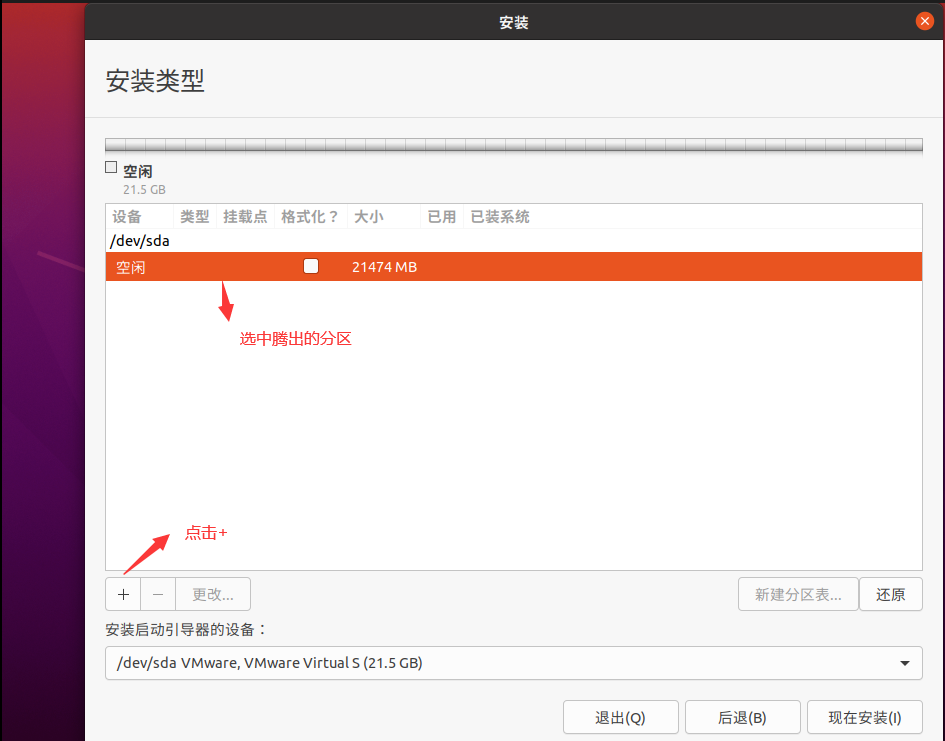 安装
安装类型
空闲
21.5 GB
设备 类型 挂载点 格式化？ 大小 已用 已装系统
/dev/sda
空闲 21474 MB
选中腾出的分区
点击+
+ − 更改... 新建分区表... 还原
安装启动引导器的设备：
/dev/sda VMware, VMware Virtual S (21.5 GB)
退出(Q) 后退(B) 现在安装(I)